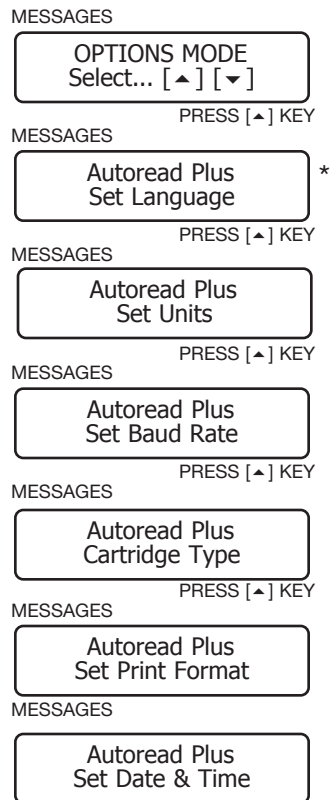 MESSAGES
OPTIONS MODE
Select... [▲] [▼]
PRESS [▲] KEY
MESSAGES
Autoread Plus *
Set Language
PRESS [▲] KEY
MESSAGES
Autoread Plus
Set Units
PRESS [▲] KEY
MESSAGES
Autoread Plus
Set Baud Rate
PRESS [▲] KEY
MESSAGES
Autoread Plus
Cartridge Type
PRESS [▲] KEY
MESSAGES
Autoread Plus
Set Print Format
MESSAGES
Autoread Plus
Set Date & Time